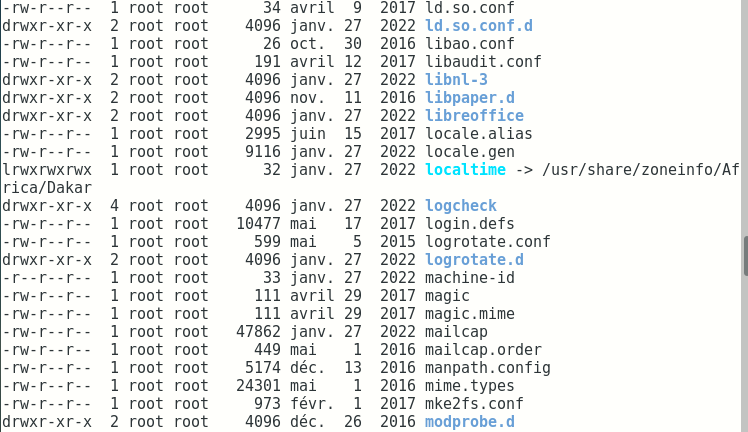 -rw-r--r--  1 root root      34 avril  9  2017 ld.so.conf
drwxr-xr-x  2 root root    4096 janv. 27  2022 ld.so.conf.d
-rw-r--r--  1 root root      26 oct.  30  2016 libao.conf
-rw-r--r--  1 root root     191 avril 12  2017 libaudit.conf
drwxr-xr-x  2 root root    4096 janv. 27  2022 libnl-3
drwxr-xr-x  2 root root    4096 nov.  11  2016 libpaper.d
drwxr-xr-x  2 root root    4096 janv. 27  2022 libreoffice
-rw-r--r--  1 root root    2995 juin  15  2017 locale.alias
-rw-r--r--  1 root root    9116 janv. 27  2022 locale.gen
lrwxrwxrwx  1 root root      32 janv. 27  2022 localtime -> /usr/share/zoneinfo/Af
rica/Dakar
drwxr-xr-x  4 root root    4096 janv. 27  2022 logcheck
-rw-r--r--  1 root root   10477 mai   17  2017 login.defs
-rw-r--r--  1 root root     599 mai    5  2015 logrotate.conf
drwxr-xr-x  2 root root    4096 janv. 27  2022 logrotate.d
-r--r--r--  1 root root      33 janv. 27  2022 machine-id
-rw-r--r--  1 root root     111 avril 29  2017 magic
-rw-r--r--  1 root root     111 avril 29  2017 magic.mime
-rw-r--r--  1 root root   47862 janv. 27  2022 mailcap
-rw-r--r--  1 root root     449 mai    1  2016 mailcap.order
-rw-r--r--  1 root root    5174 déc.  13  2016 manpath.config
-rw-r--r--  1 root root   24301 mai    1  2016 mime.types
-rw-r--r--  1 root root     973 févr.  1  2017 mke2fs.conf
drwxr-xr-x  2 root root    4096 déc.  26  2016 modprobe.d